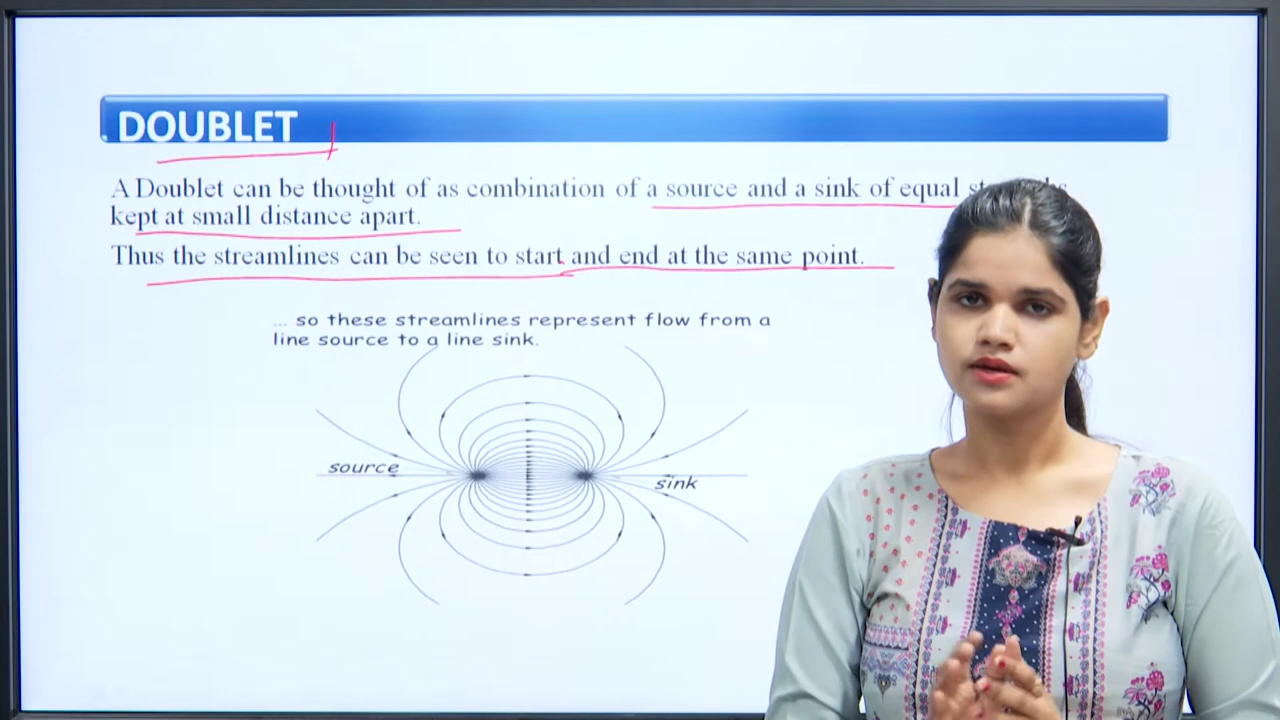 DOUBLET
A Doublet can be thought of as combination of a source and a sink of equal
kept at small distance apart.
Thus the streamlines can be seen to start and end at the same point.
... so these streamlines represent flow from a
line source to a line sink.
source
sink